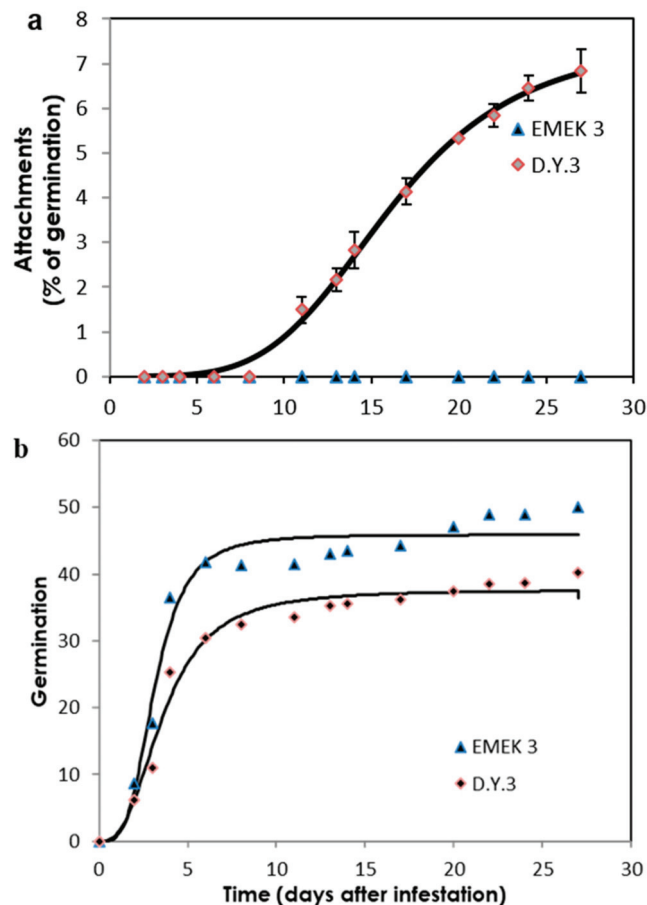 a
Attachments
(% of germination)
8
7
6
5
4
3
2
1
0
EMEK 3
D.Y.3
0 5 10 15 20 25 30
b
Germination
60
50
40
30
20
10
0
EMEK 3
D.Y.3
0 5 10 15 20 25 30
Time (days after infestation)